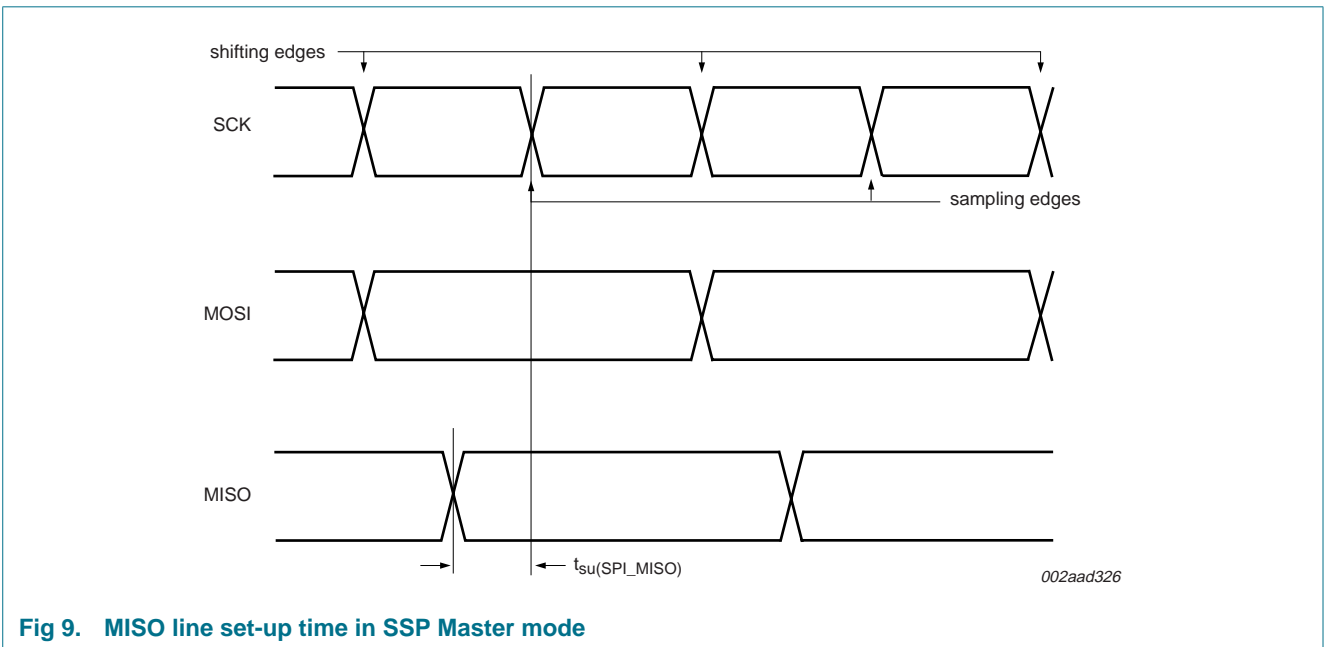 shifting edges
SCK
sampling edges
MOSI
MISO
tsu(SPI_MISO)
002aad326
Fig 9. MISO line set-up time in SSP Master mode